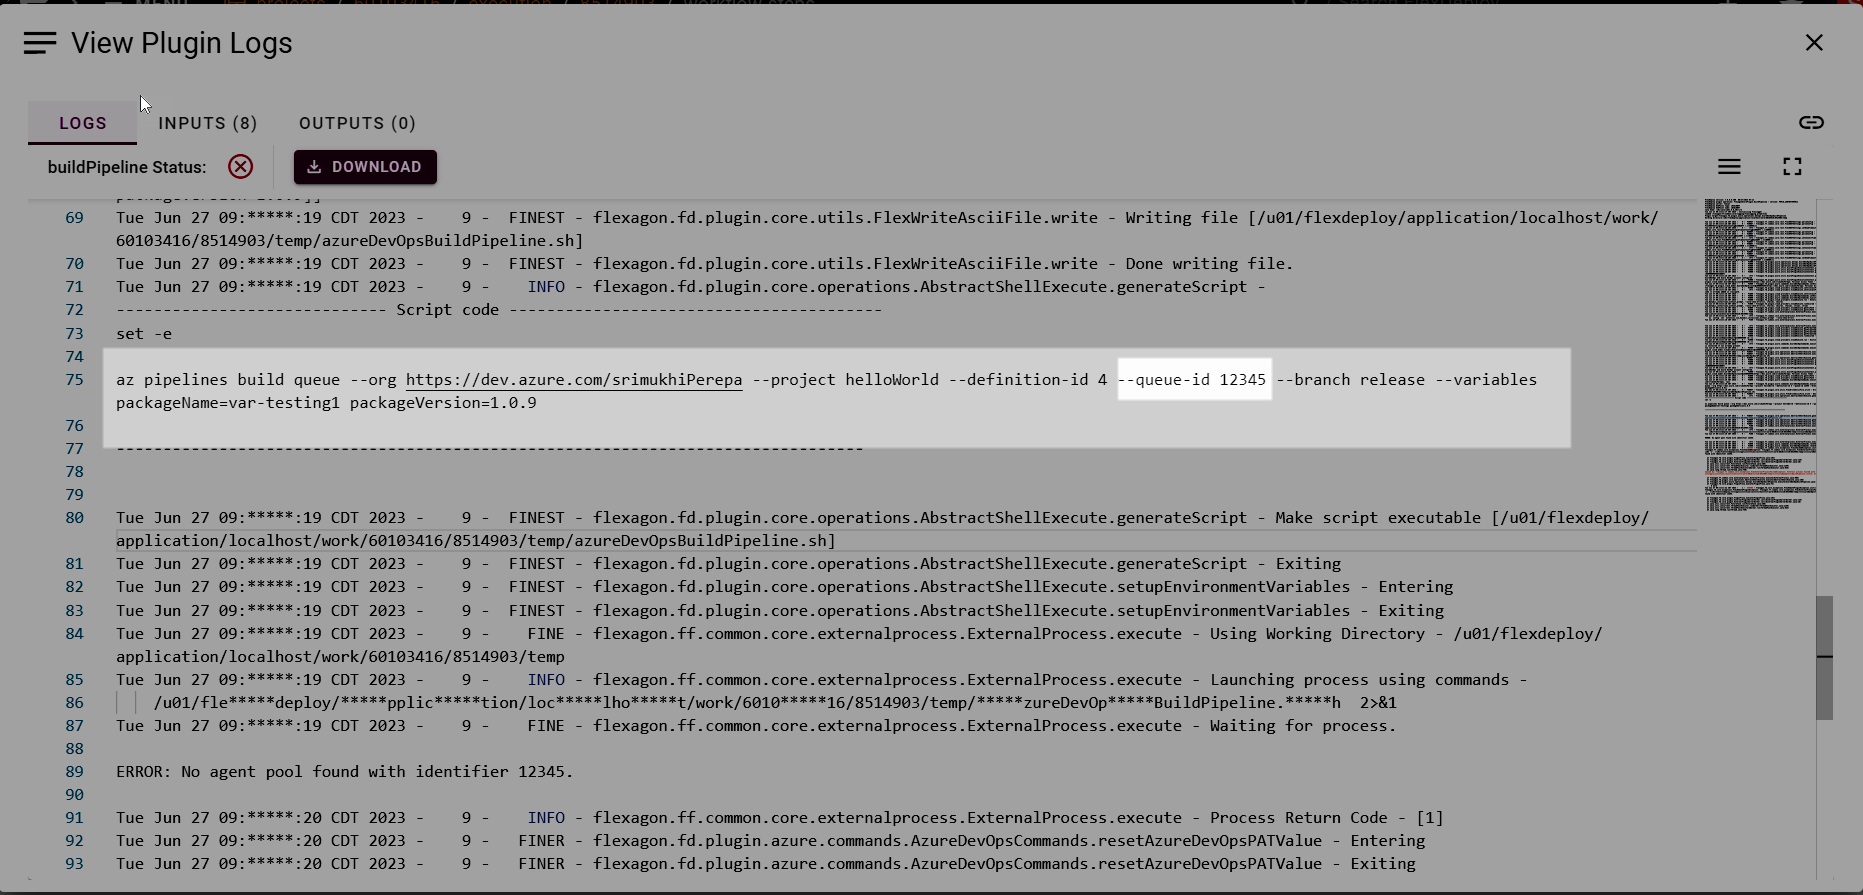 View Plugin Logs
LOGS
INPUTS (8)
OUTPUTS (0)
buildPipeline Status:
DOWNLOAD
69 Tue Jun 27 09:*****:19 CDT 2023 -    9 -  FINEST - flexagon.fd.plugin.core.utils.FlexWriteAsciiFile.write - Writing file [/u01/flexdeploy/application/localhost/work/
60103416/8514903/temp/azureDevOpsBuildPipeline.sh]
70 Tue Jun 27 09:*****:19 CDT 2023 -    9 -  FINEST - flexagon.fd.plugin.core.utils.FlexWriteAsciiFile.write - Done writing file.
71 Tue Jun 27 09:*****:19 CDT 2023 -    9 -    INFO - flexagon.fd.plugin.core.operations.AbstractShellExecute.generateScript -
72 ----------------------------- Script code ----------------------------------------
73 set -e
74
75 az pipelines build queue --org https://dev.azure.com/srimukhiPerepa --project helloWorld --definition-id 4 --queue-id 12345 --branch release --variables
packageName=var-testing1 packageVersion=1.0.9
76
77 --------------------------------------------------------------------------------
78
79
80 Tue Jun 27 09:*****:19 CDT 2023 -    9 -  FINEST - flexagon.fd.plugin.core.operations.AbstractShellExecute.generateScript - Make script executable [/u01/flexdeploy/
application/localhost/work/60103416/8514903/temp/azureDevOpsBuildPipeline.sh]
81 Tue Jun 27 09:*****:19 CDT 2023 -    9 -  FINEST - flexagon.fd.plugin.core.operations.AbstractShellExecute.generateScript - Exiting
82 Tue Jun 27 09:*****:19 CDT 2023 -    9 -  FINEST - flexagon.fd.plugin.core.operations.AbstractShellExecute.setupEnvironmentVariables - Entering
83 Tue Jun 27 09:*****:19 CDT 2023 -    9 -  FINEST - flexagon.fd.plugin.core.operations.AbstractShellExecute.setupEnvironmentVariables - Exiting
84 Tue Jun 27 09:*****:19 CDT 2023 -    9 -    FINE - flexagon.ff.common.core.externalprocess.ExternalProcess.execute - Using Working Directory - /u01/flexdeploy/
application/localhost/work/60103416/8514903/temp
85 Tue Jun 27 09:*****:19 CDT 2023 -    9 -    INFO - flexagon.ff.common.core.externalprocess.ExternalProcess.execute - Launching process using commands -
86     /u01/fle*****deploy/*****pplic*****tion/loc*****lho*****t/work/6010*****16/8514903/temp/*****zureDevOp*****BuildPipeline.*****h  2>&1
87 Tue Jun 27 09:*****:19 CDT 2023 -    9 -    FINE - flexagon.ff.common.core.externalprocess.ExternalProcess.execute - Waiting for process.
88
89 ERROR: No agent pool found with identifier 12345.
90
91 Tue Jun 27 09:*****:20 CDT 2023 -    9 -    INFO - flexagon.ff.common.core.externalprocess.ExternalProcess.execute - Process Return Code - [1]
92 Tue Jun 27 09:*****:20 CDT 2023 -    9 -   FINER - flexagon.fd.plugin.azure.commands.AzureDevOpsCommands.resetAzureDevOpsPATValue - Entering
93 Tue Jun 27 09:*****:20 CDT 2023 -    9 -   FINER - flexagon.fd.plugin.azure.commands.AzureDevOpsCommands.resetAzureDevOpsPATValue - Exiting